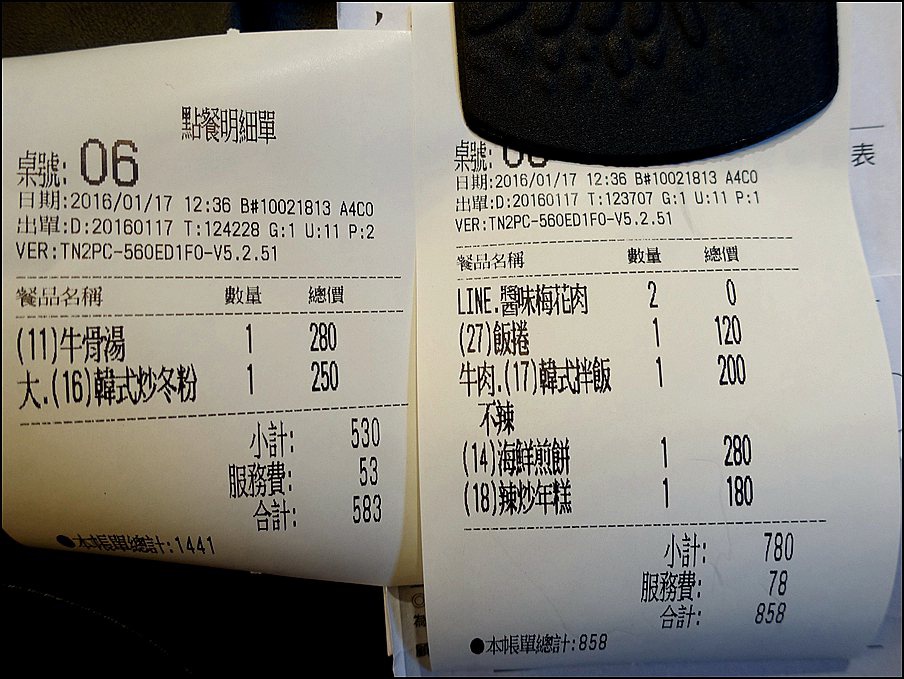 點餐明細單
桌號: 06
日期:2016/01/17 12:36 B#10021813 A4C0
出單:D:20160117 T:124228 G:1 U:11 P:2
VER:TN2PC-560ED1F0-V5.2.51
餐品名稱 數量 總價
(11)牛骨湯 1 280
大.(16)韓式炒冬粉 1 250
小計: 530
服務費: 53
合計: 583
●本帳單總計:1441
桌號:
日期:2016/01/17 12:36 B#10021813 A4C0
出單:D:20160117 T:123707 G:1 U:11 P:1
VER:TN2PC-560ED1F0-V5.2.51
餐品名稱 數量 總價
LINE.醬味梅花肉 2 0
(27)飯捲 1 120
牛肉.(17)韓式拌飯 1 200
不辣
(14)海鮮煎餅 1 280
(18)辣炒年糕 1 180
小計: 780
服務費: 78
合計: 858
●本帳單總計:858
表